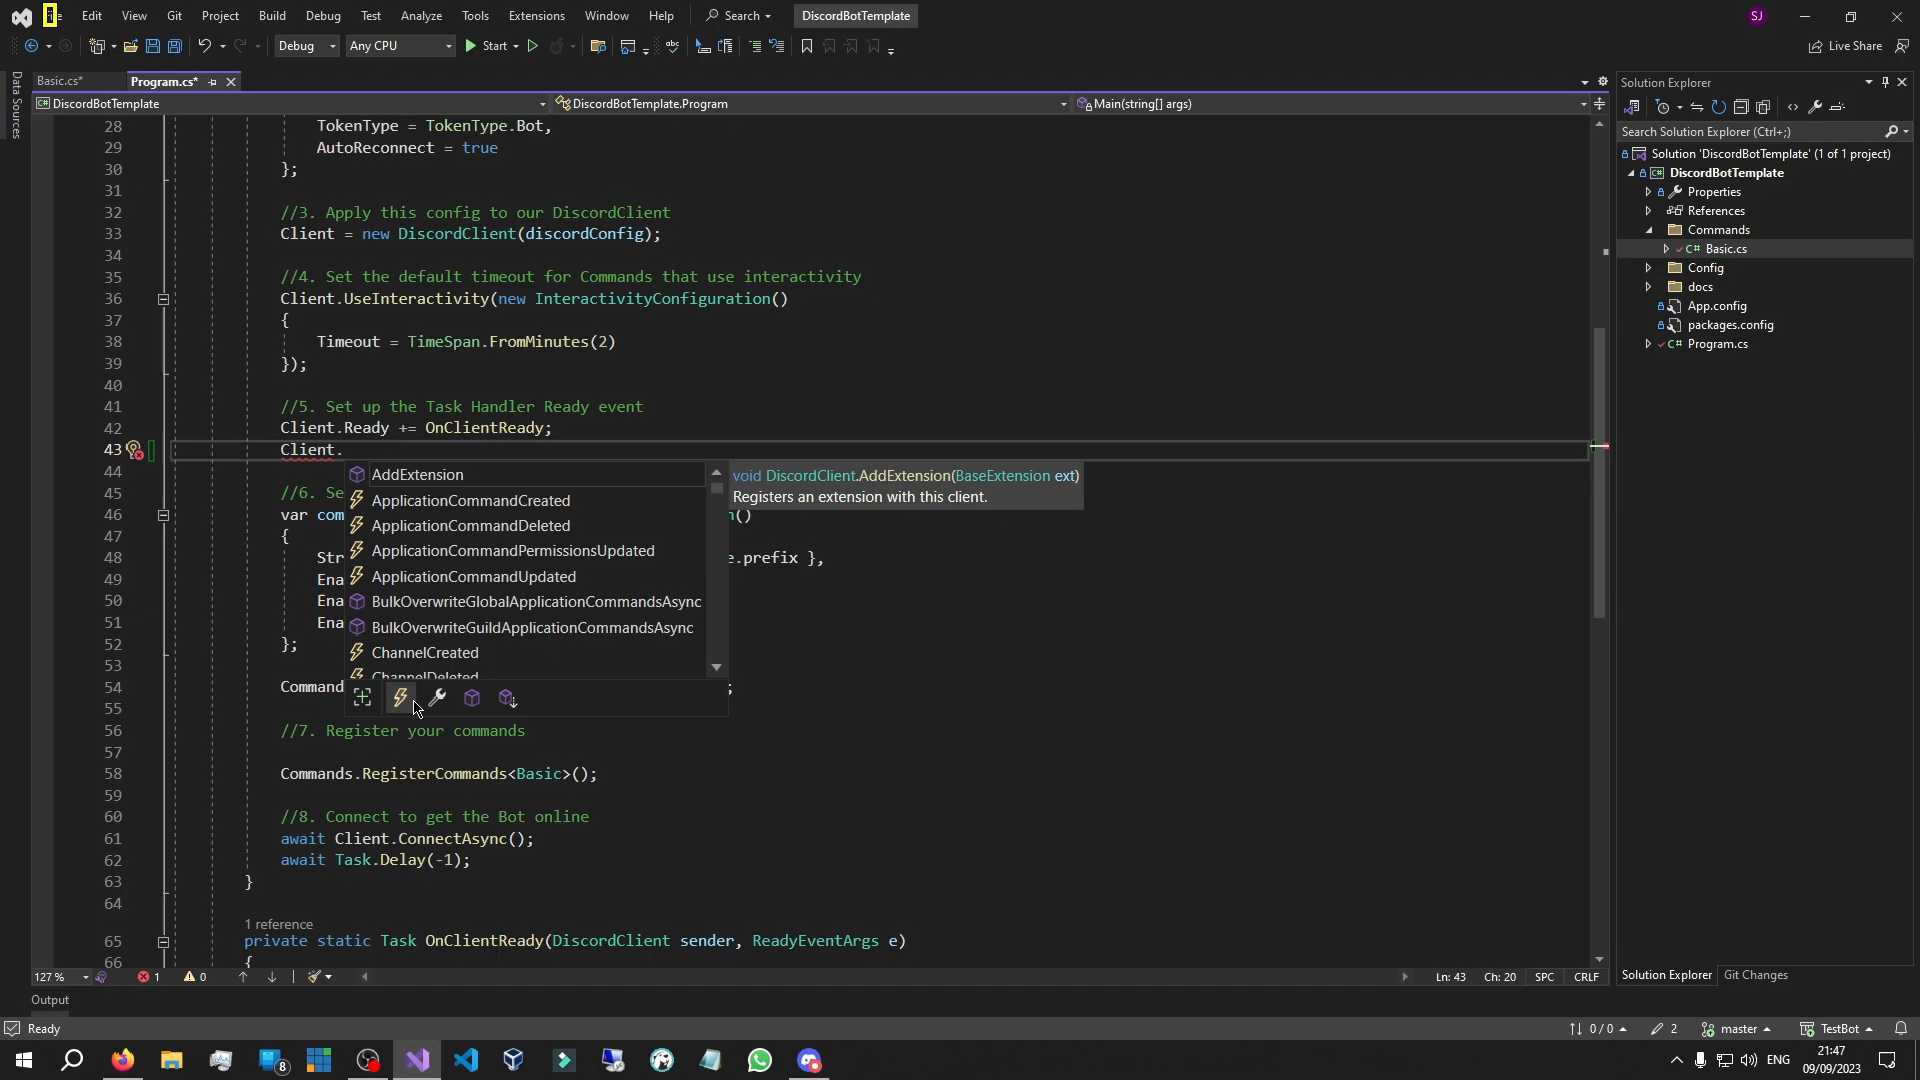 Edit View Git Project Build Debug Test Analyze Tools Extensions Window Help Search DiscordBotTemplate SJ
Debug Any CPU Start Live Share
Data Sources
Basic.cs* Program.cs*
DiscordBotTemplate DiscordBotTemplate.Program Main(string[] args)
28 TokenType = TokenType.Bot,
29 AutoReconnect = true
30 };
31
32 //3. Apply this config to our DiscordClient
33 Client = new DiscordClient(discordConfig);
34
35 //4. Set the default timeout for Commands that use interactivity
36 Client.UseInteractivity(new InteractivityConfiguration()
37 {
38 Timeout = TimeSpan.FromMinutes(2)
39 });
40
41 //5. Set up the Task Handler Ready event
42 Client.Ready += OnClientReady;
43 Client.
44
45 //6. Se
46 var com n()
47 {
48 Str e.prefix },
49 Ena
50 Ena
51 Ena
52 };
53
54 Command ;
55
56 //7. Register your commands
57
58 Commands.RegisterCommands<Basic>();
59
60 //8. Connect to get the Bot online
61 await Client.ConnectAsync();
62 await Task.Delay(-1);
63 }
64
1 reference
65 private static Task OnClientReady(DiscordClient sender, ReadyEventArgs e)
66 {
AddExtension
ApplicationCommandCreated
ApplicationCommandDeleted
ApplicationCommandPermissionsUpdated
ApplicationCommandUpdated
BulkOverwriteGlobalApplicationCommandsAsync
BulkOverwriteGuildApplicationCommandsAsync
ChannelCreated
ChannelDeleted
void DiscordClient.AddExtension(BaseExtension ext)
Registers an extension with this client.
127 % 1 0 Ln: 43 Ch: 20 SPC CRLF
Output
Solution Explorer
Search Solution Explorer (Ctrl+;)
Solution 'DiscordBotTemplate' (1 of 1 project)
DiscordBotTemplate
Properties
References
Commands
C# Basic.cs
Config
docs
App.config
packages.config
C# Program.cs
Solution Explorer Git Changes
Ready 0 / 0 2 master TestBot
8 ENG 21:47
09/09/2023